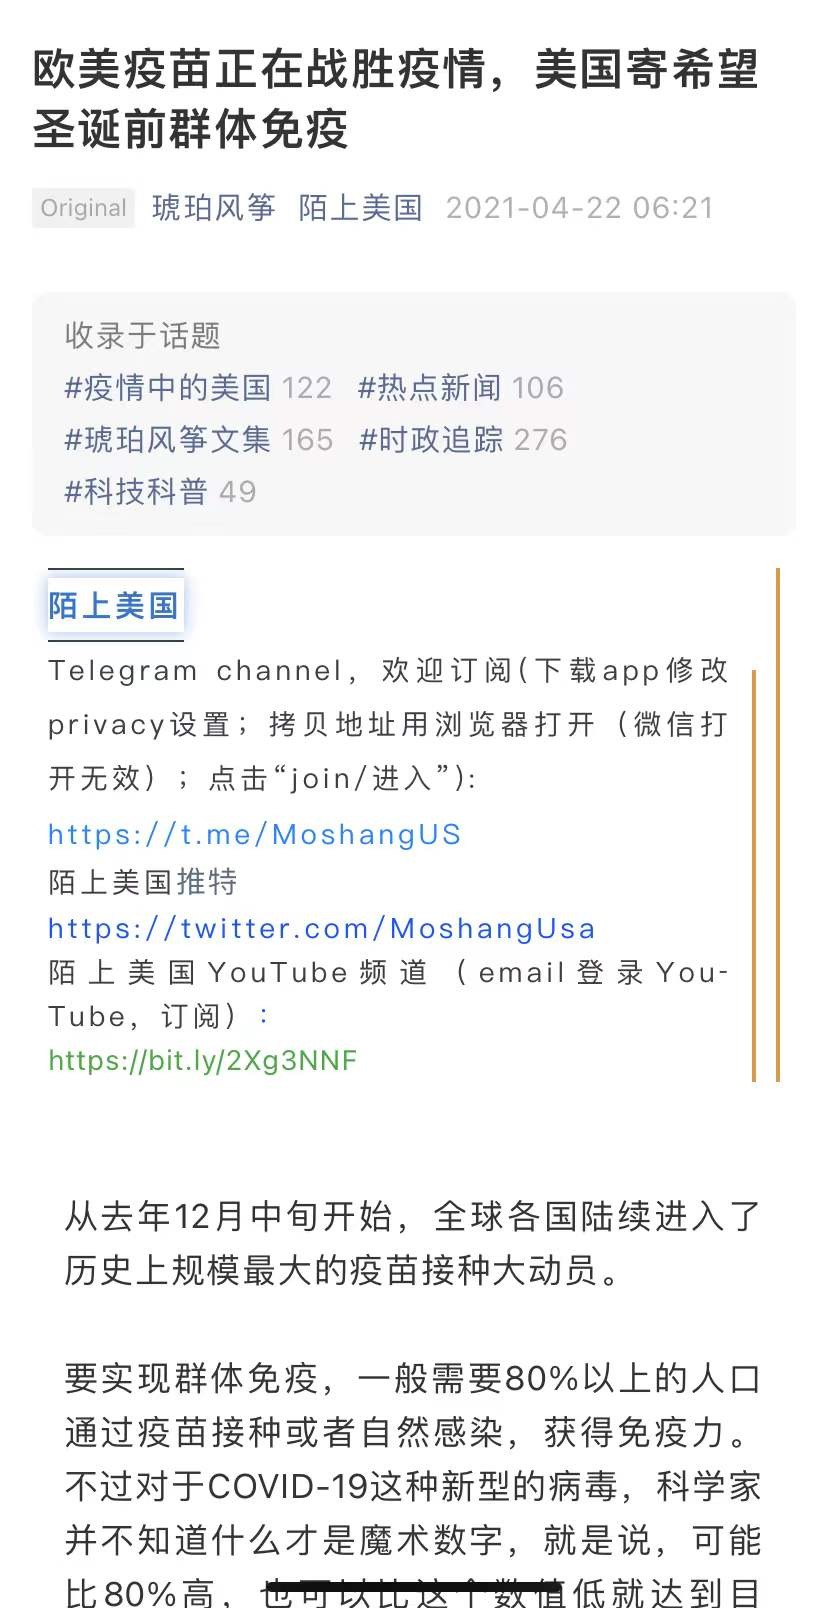 欧美疫苗正在战胜疫情，美国寄希望
圣诞前群体免疫
Original 琥珀风筝 陌上美国 2021-04-22 06:21
收录于话题
#疫情中的美国 122 #热点新闻 106
#琥珀风筝文集 165 #时政追踪 276
#科技科普 49
陌上美国
Telegram channel，欢迎订阅(下载app修改
privacy设置；拷贝地址用浏览器打开（微信打
开无效）；点击“join/进入”):
https://t.me/MoshangUS
陌上美国推特
https://twitter.com/MoshangUsa
陌上美国YouTube频道（email登录You-
Tube，订阅）:
https://bit.ly/2Xg3NNF
从去年12月中旬开始，全球各国陆续进入了
历史上规模最大的疫苗接种大动员。
要实现群体免疫，一般需要80%以上的人口
通过疫苗接种或者自然感染，获得免疫力。
不过对于COVID-19这种新型的病毒，科学家
并不知道什么才是魔术数字，就是说，可能
比80%高，也可以比这个数值低就达到目